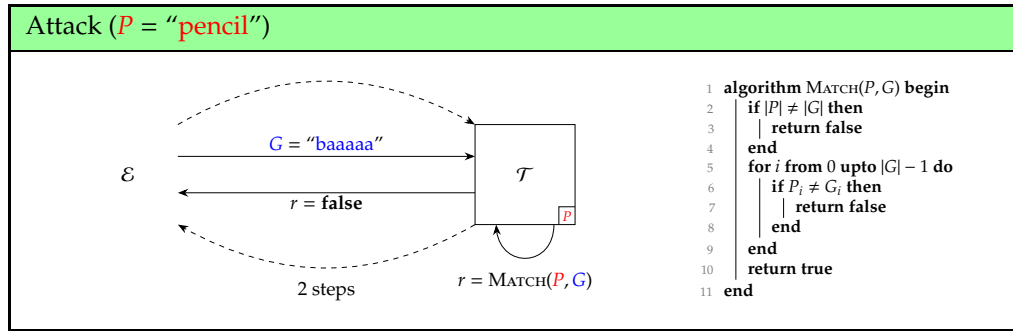 Attack (P = “pencil”)
G = “baaaaa”
ℰ
𝒯
r = false
P
r = Match(P, G)
2 steps
1 algorithm Match(P, G) begin
2 if |P| ≠ |G| then
3 return false
4 end
5 for i from 0 upto |G| − 1 do
6 if Pᵢ ≠ Gᵢ then
7 return false
8 end
9 end
10 return true
11 end